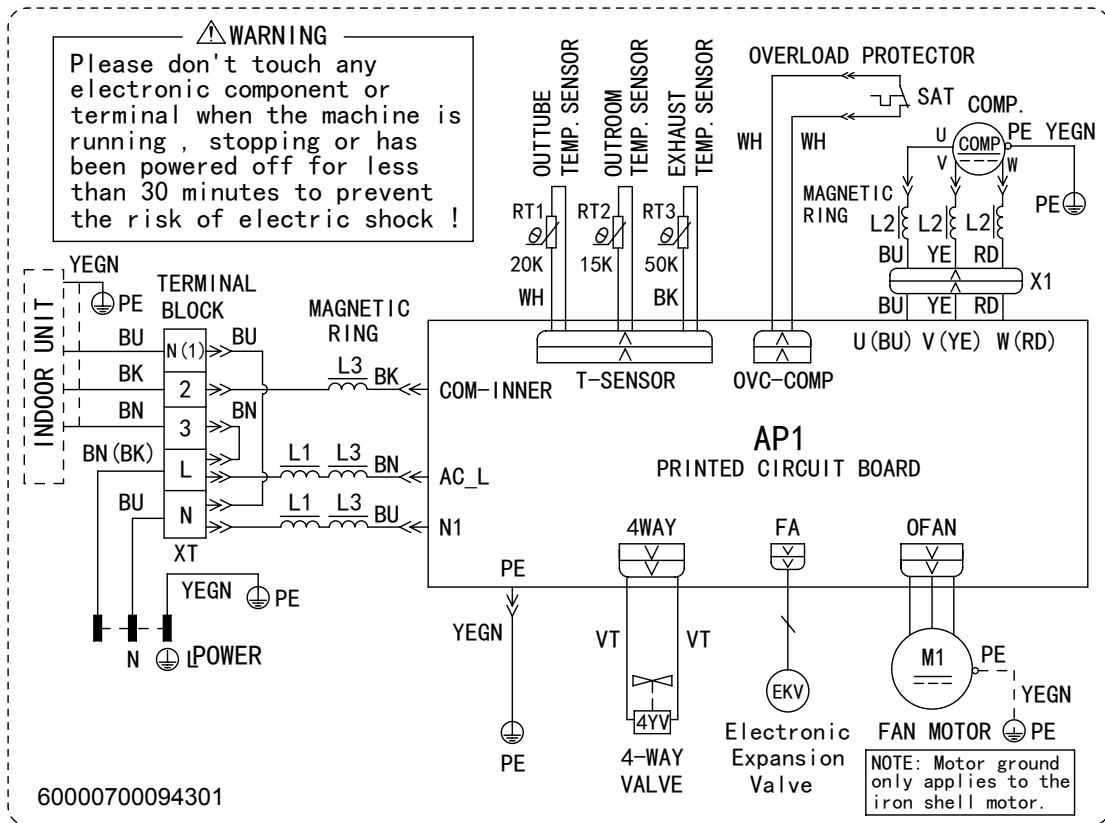 WARNING
Please don't touch any
electronic component or
terminal when the machine is
running , stopping or has
been powered off for less
than 30 minutes to prevent
the risk of electric shock !
OUTTUBE
TEMP. SENSOR
OUTROOM
TEMP. SENSOR
EXHAUST
TEMP. SENSOR
RT1
RT2
RT3
θ
θ
θ
20K
15K
50K
WH
BK
OVERLOAD PROTECTOR
SAT
WH
WH
COMP.
COMP
U
V
W
PE YEGN
PE
MAGNETIC
RING
L2
L2
L2
BU YE RD
X1
BU YE RD
U(BU) V(YE) W(RD)
YEGN
PE
INDOOR UNIT
TERMINAL
BLOCK
BU
N(1)
BU
BK
2
BN
3
BN
BN(BK)
L
BU
N
XT
MAGNETIC
RING
L3
BK
COM-INNER
L1
L3
BN
AC_L
L1
L3
BU
N1
T-SENSOR
OVC-COMP
AP1
PRINTED CIRCUIT BOARD
YEGN
PE
N
L
POWER
PE
YEGN
PE
4WAY
VT
VT
4YV
4-WAY
VALVE
FA
EKV
Electronic
Expansion
Valve
OFAN
M1
PE
YEGN
FAN MOTOR
PE
NOTE: Motor ground
only applies to the
iron shell motor.
60000700094301